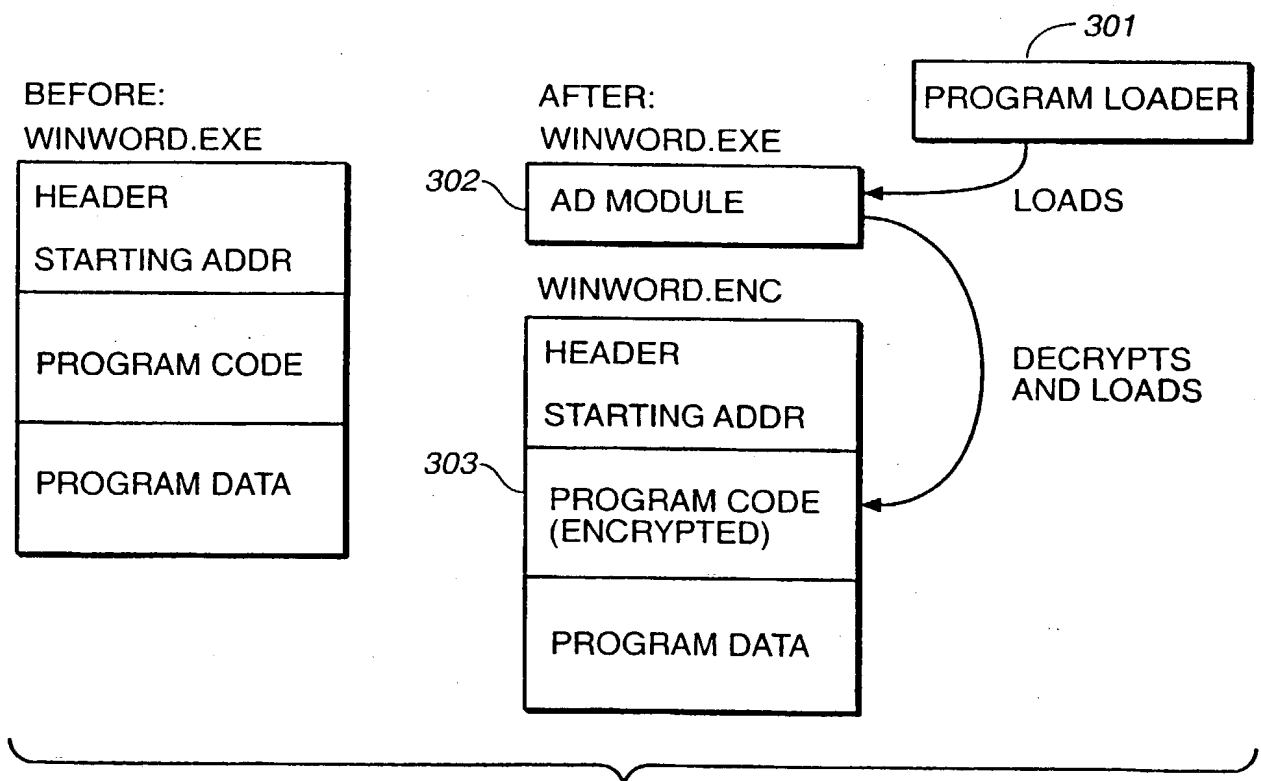 301
PROGRAM LOADER
LOADS
BEFORE:
WINWORD.EXE
HEADER
STARTING ADDR
PROGRAM CODE
PROGRAM DATA
AFTER:
WINWORD.EXE
302
AD MODULE
WINWORD.ENC
HEADER
STARTING ADDR
303
PROGRAM CODE
(ENCRYPTED)
PROGRAM DATA
DECRYPTS
AND LOADS